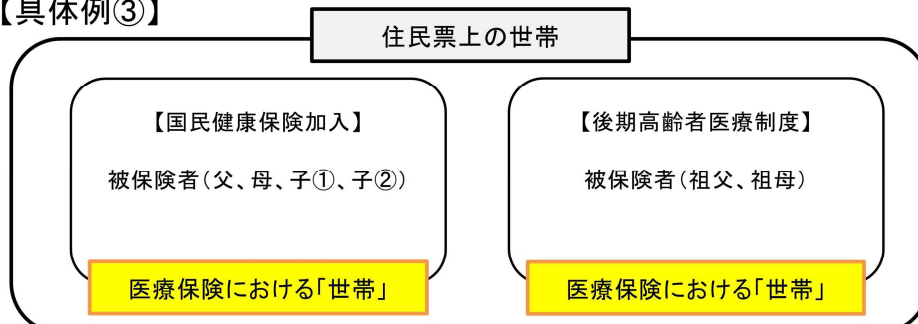 【具体例③】
住民票上の世帯
【国民健康保険加入】
被保険者(父、母、子①、子②)
医療保険における「世帯」
【後期高齢者医療制度】
被保険者(祖父、祖母)
医療保険における「世帯」